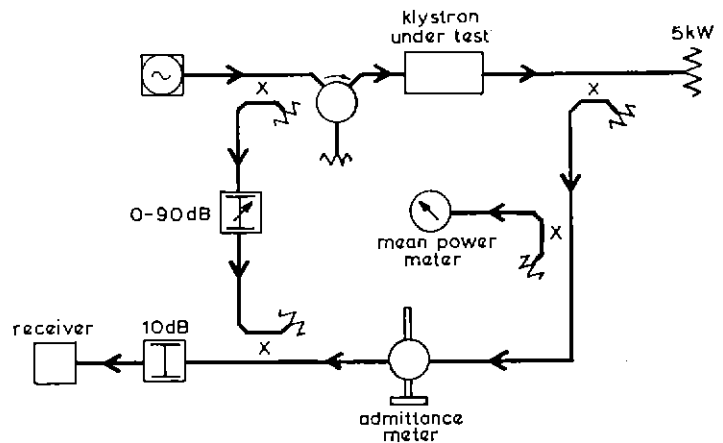 klystron
under test
5kW
X
X
0-90dB
X
mean power
meter
receiver
10dB
X
admittance
meter